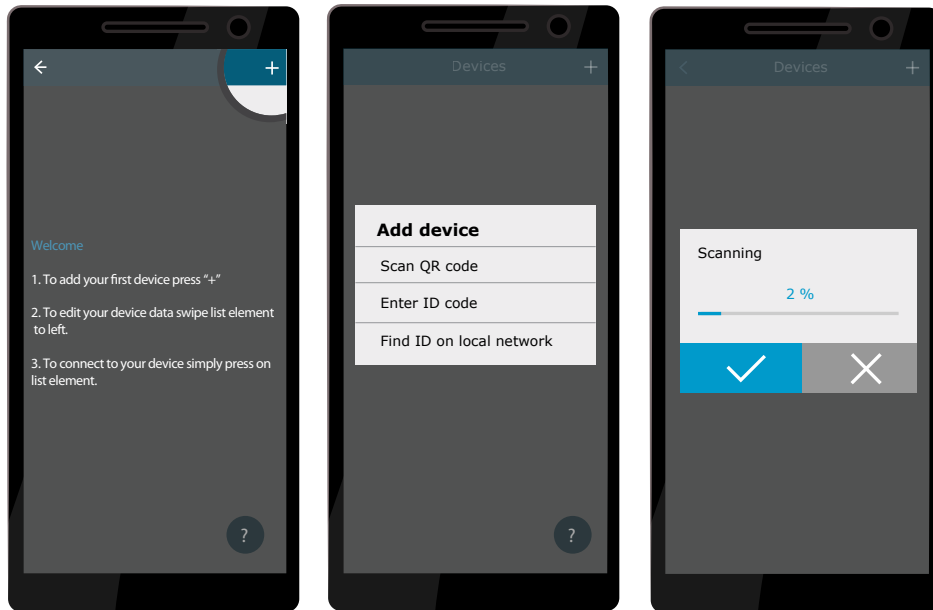 +
Welcome
1. To add your first device press “+”
2. To edit your device data swipe list element
to left.
3. To connect to your device simply press on
list element.
?
Devices +
Add device
Scan QR code
Enter ID code
Find ID on local network
?
Devices +
Scanning
2 %